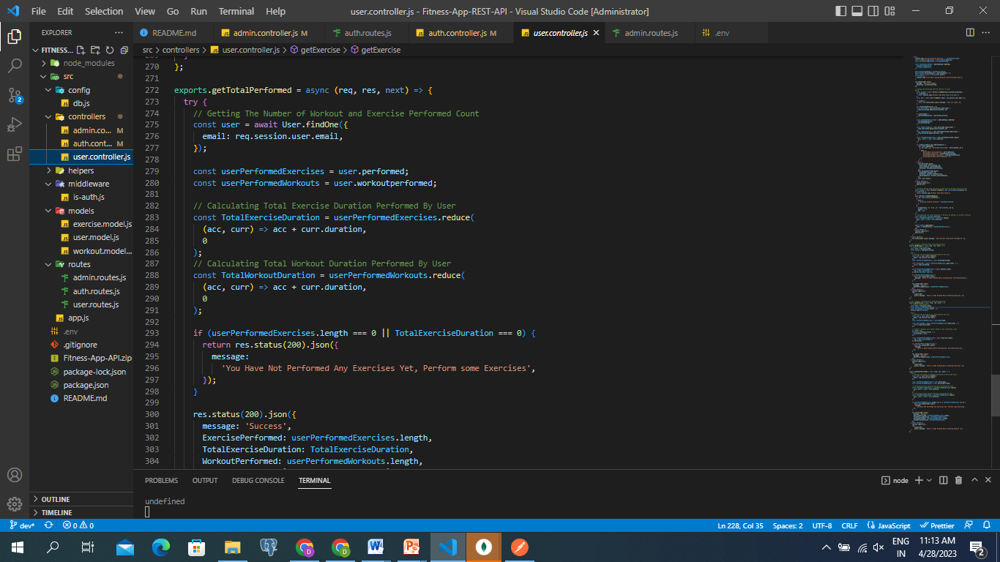 File Edit Selection View Go Run Terminal Help
user.controller.js - Fitness-App-REST-API - Visual Studio Code [Administrator]
EXPLORER
README.md
admin.controller.js M
auth.routes.js
auth.controller.js M
user.controller.js
admin.routes.js
.env
src > controllers > user.controller.js > getExercise > getExercise
FITNESS...
node_modules
src
config
db.js
controllers
admin.co... M
auth.cont... M
user.controller.js
helpers
middleware
is-auth.js
models
exercise.model.js
user.model.js
workout.model...
routes
admin.routes.js
auth.routes.js
user.routes.js
app.js
.env
.gitignore
Fitness-App-API.zip
package-lock.json
package.json
README.md
OUTLINE
TIMELINE
270 };
271
272 exports.getTotalPerformed = async (req, res, next) => {
273 try {
274 // Getting The Number of Workout and Exercise Performed Count
275 const user = await User.findOne({
276 email: req.session.user.email,
277 });
278
279 const userPerformedExercises = user.performed;
280 const userPerformedWorkouts = user.workoutperformed;
281
282 // Calculating Total Exercise Duration Performed By User
283 const TotalExerciseDuration = userPerformedExercises.reduce(
284 (acc, curr) => acc + curr.duration,
285 0
286 );
287 // Calculating Total Workout Duration Performed By User
288 const TotalWorkoutDuration = userPerformedWorkouts.reduce(
289 (acc, curr) => acc + curr.duration,
290 0
291 );
292
293 if (userPerformedExercises.length === 0 || TotalExerciseDuration === 0) {
294 return res.status(200).json({
295 message:
296 'You Have Not Performed Any Exercises Yet, Perform some Exercises',
297 });
298 }
299
300 res.status(200).json({
301 message: 'Success',
302 ExercisePerformed: userPerformedExercises.length,
303 TotalExerciseDuration: TotalExerciseDuration,
304 WorkoutPerformed: userPerformedWorkouts.length,
PROBLEMS OUTPUT DEBUG CONSOLE TERMINAL
node
undefined
dev* 0 0
Ln 228, Col 35 Spaces: 2 UTF-8 CRLF JavaScript Prettier
ENG
IN
11:13 AM
4/28/2023
2